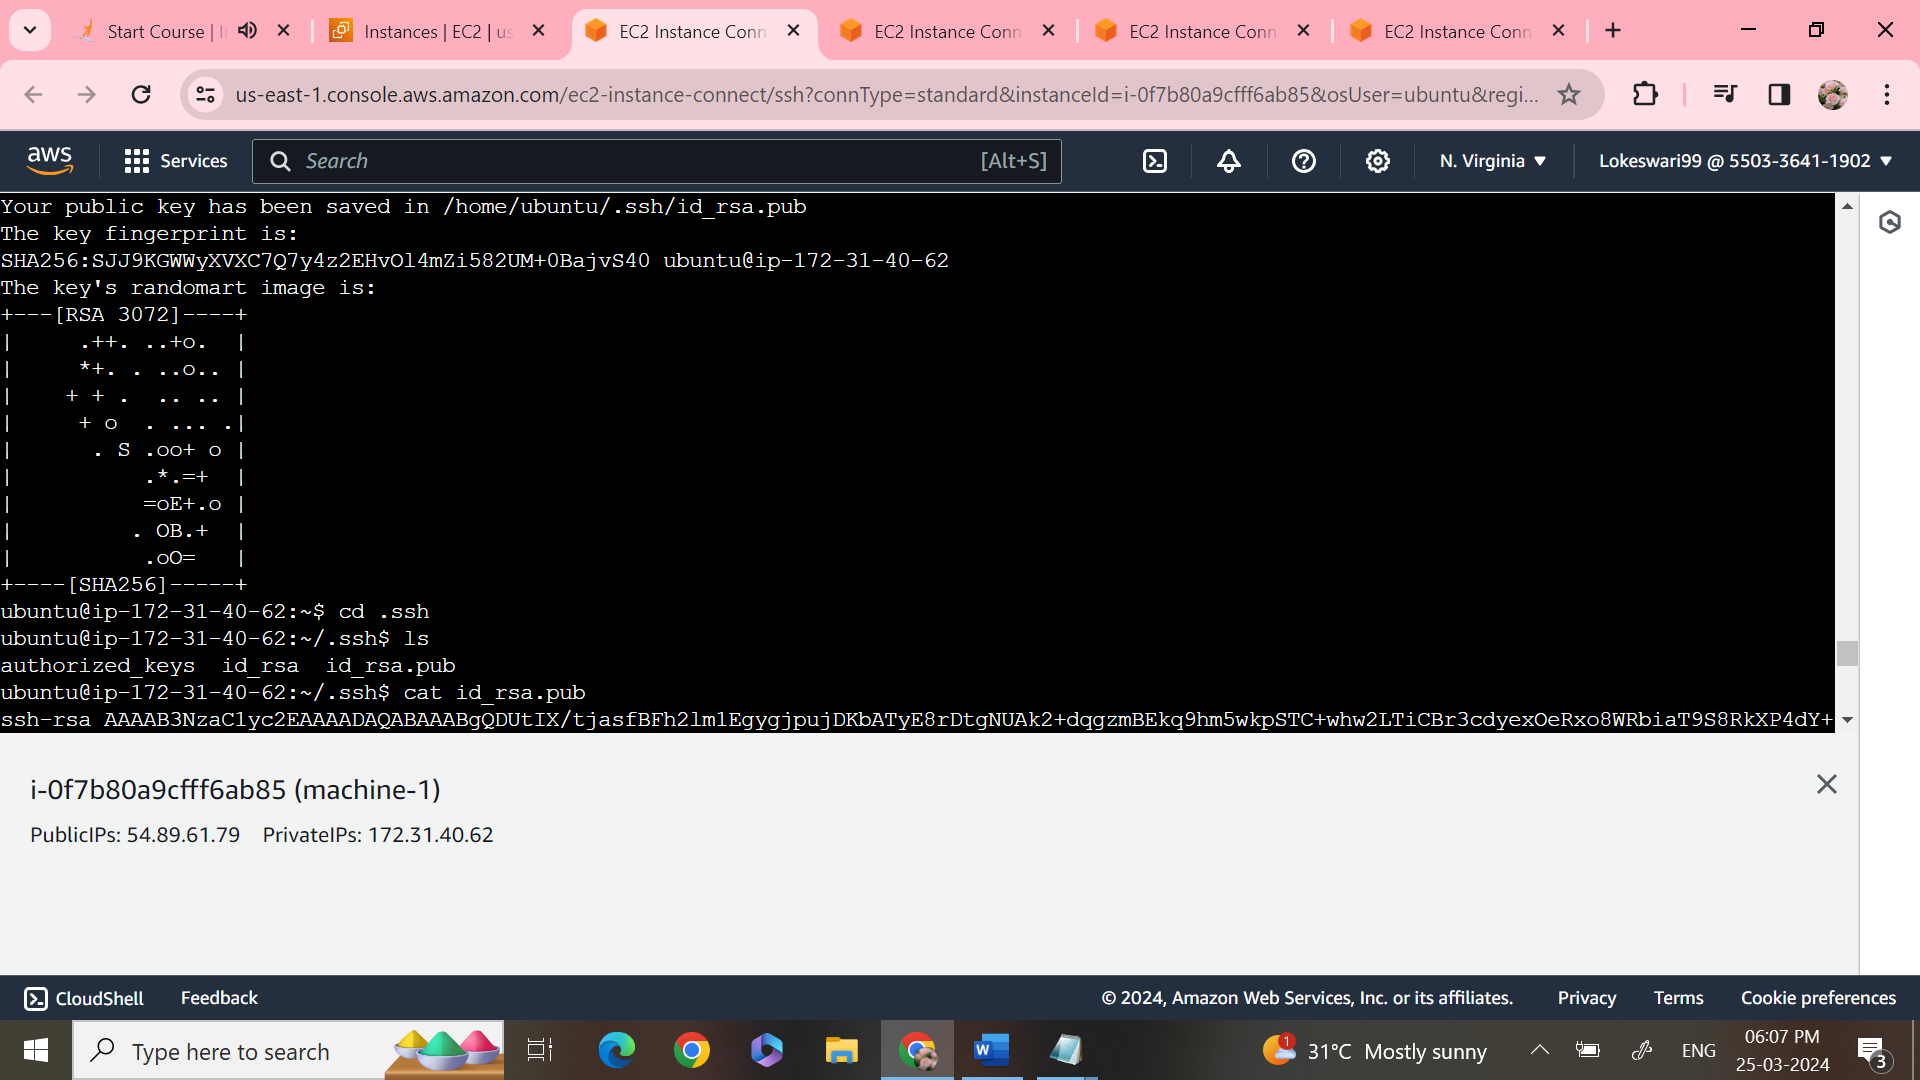 Start Course | I
Instances | EC2 | us
EC2 Instance Conn
EC2 Instance Conn
EC2 Instance Conn
EC2 Instance Conn
us-east-1.console.aws.amazon.com/ec2-instance-connect/ssh?connType=standard&instanceId=i-0f7b80a9cfff6ab85&osUser=ubuntu&regi...
aws
Services
Search
[Alt+S]
N. Virginia
Lokeswari99 @ 5503-3641-1902
Your public key has been saved in /home/ubuntu/.ssh/id_rsa.pub
The key fingerprint is:
SHA256:SJJ9KGWWyXVXC7Q7y4z2EHvOl4mZi582UM+0BajvS40 ubuntu@ip-172-31-40-62
The key's randomart image is:
+---[RSA 3072]----+
|     .++. ..+o.  |
|     *+. . ..o.. |
|    + + .  .. .. |
|     + o  . ... .|
|      . S .oo+ o |
|          .*.=+  |
|          =oE+.o |
|         . OB.+  |
|          .oO=   |
+----[SHA256]-----+
ubuntu@ip-172-31-40-62:~$ cd .ssh
ubuntu@ip-172-31-40-62:~/.ssh$ ls
authorized_keys  id_rsa  id_rsa.pub
ubuntu@ip-172-31-40-62:~/.ssh$ cat id_rsa.pub
ssh-rsa AAAAB3NzaC1yc2EAAAADAQABAAABgQDUtIX/tjasfBFh2lm1EgygjpujDKbATyE8rDtgNUAk2+dqgzmBEkq9hm5wkpSTC+whw2LTiCBr3cdyexOeRxo8WRbiaT9S8RkXP4dY+
i-0f7b80a9cfff6ab85 (machine-1)
PublicIPs: 54.89.61.79    PrivateIPs: 172.31.40.62
CloudShell
Feedback
© 2024, Amazon Web Services, Inc. or its affiliates.
Privacy
Terms
Cookie preferences
Type here to search
W
1
31°C  Mostly sunny
ENG
06:07 PM
25-03-2024
3